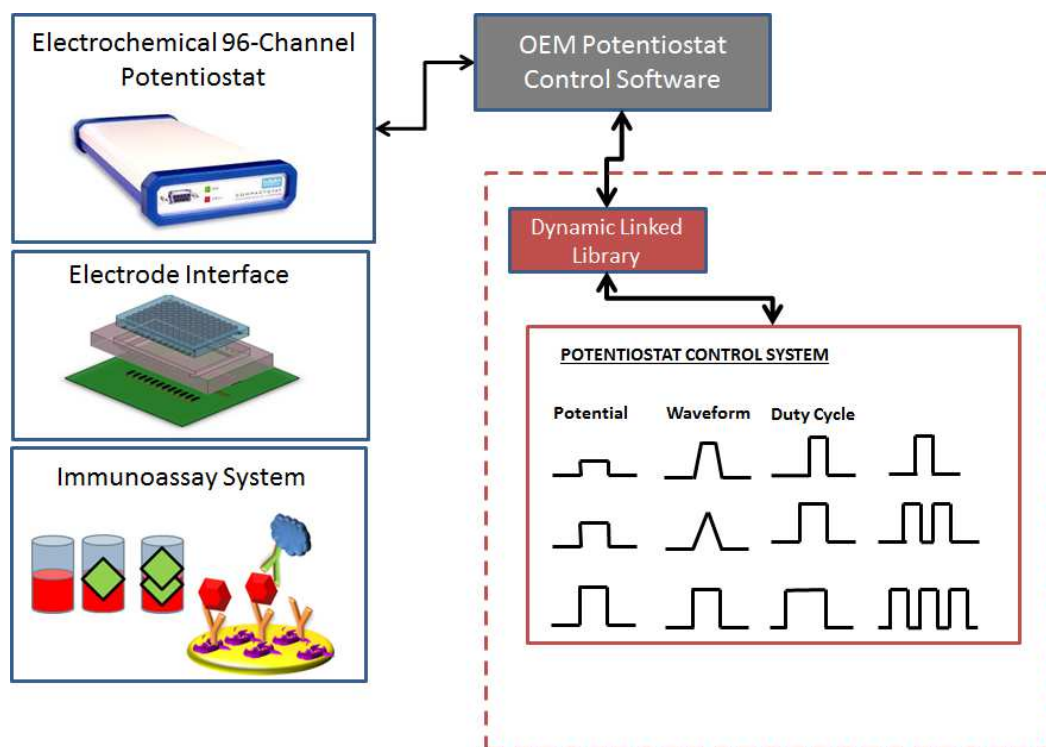 Electrochemical 96-Channel
Potentiostat
OEM Potentiostat
Control Software
Electrode Interface
Dynamic Linked
Library
POTENTIOSTAT CONTROL SYSTEM
Potential Waveform Duty Cycle
Immunoassay System